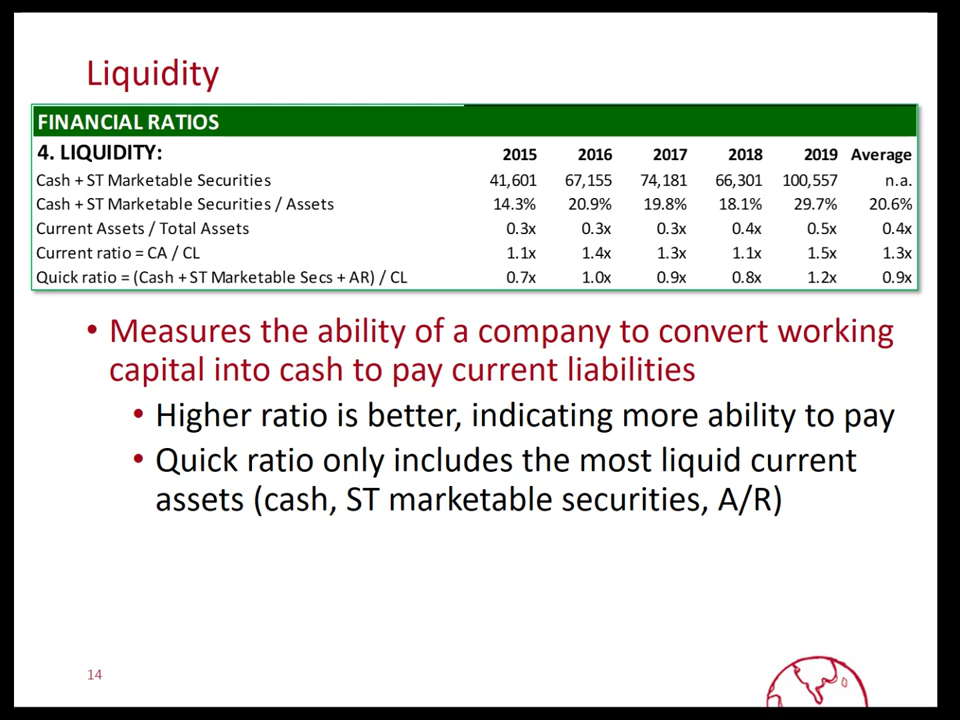 Liquidity
FINANCIAL RATIOS
4. LIQUIDITY: 2015 2016 2017 2018 2019 Average
Cash + ST Marketable Securities 41,601 67,155 74,181 66,301 100,557 n.a.
Cash + ST Marketable Securities / Assets 14.3% 20.9% 19.8% 18.1% 29.7% 20.6%
Current Assets / Total Assets 0.3x 0.3x 0.3x 0.4x 0.5x 0.4x
Current ratio = CA / CL 1.1x 1.4x 1.3x 1.1x 1.5x 1.3x
Quick ratio = (Cash + ST Marketable Secs + AR) / CL 0.7x 1.0x 0.9x 0.8x 1.2x 0.9x
• Measures the ability of a company to convert working
capital into cash to pay current liabilities
• Higher ratio is better, indicating more ability to pay
• Quick ratio only includes the most liquid current
assets (cash, ST marketable securities, A/R)
14